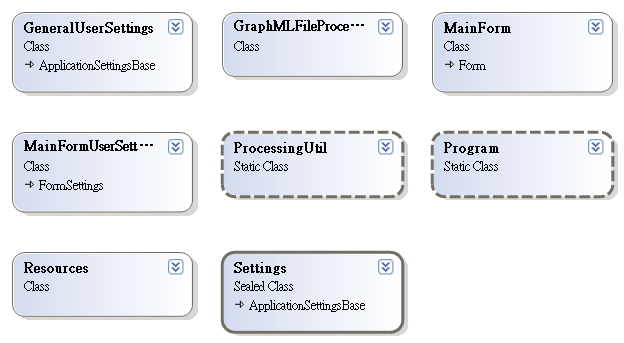 GeneralUserSettings
Class
→ ApplicationSettingsBase
GraphMLFileProce…
Class
MainForm
Class
→ Form
MainFormUserSett…
Class
→ FormSettings
ProcessingUtil
Static Class
Program
Static Class
Resources
Class
Settings
Sealed Class
→ ApplicationSettingsBase